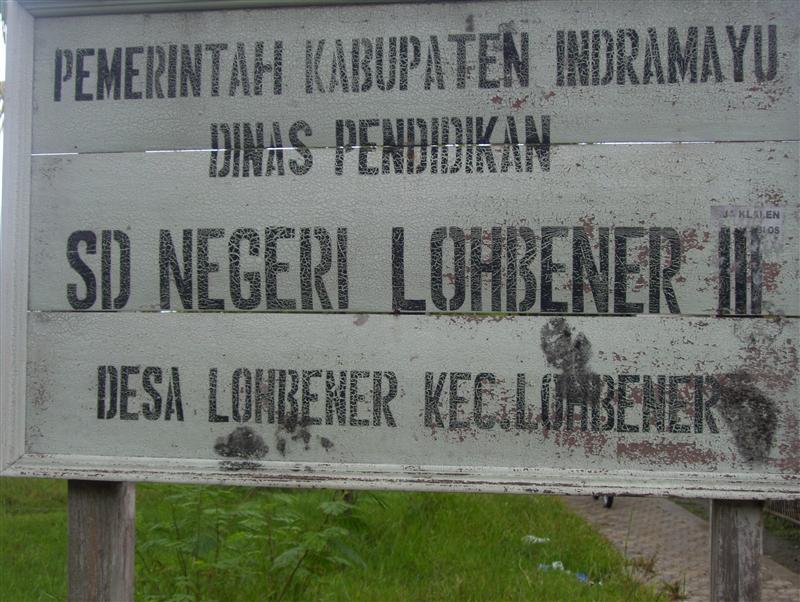 PEMERINTAH KABUPATEN INDRAMAYU
DINAS PENDIDIKAN
SD NEGERI LOHBENER III
DESA LOHBENER KEC.LOHBENER